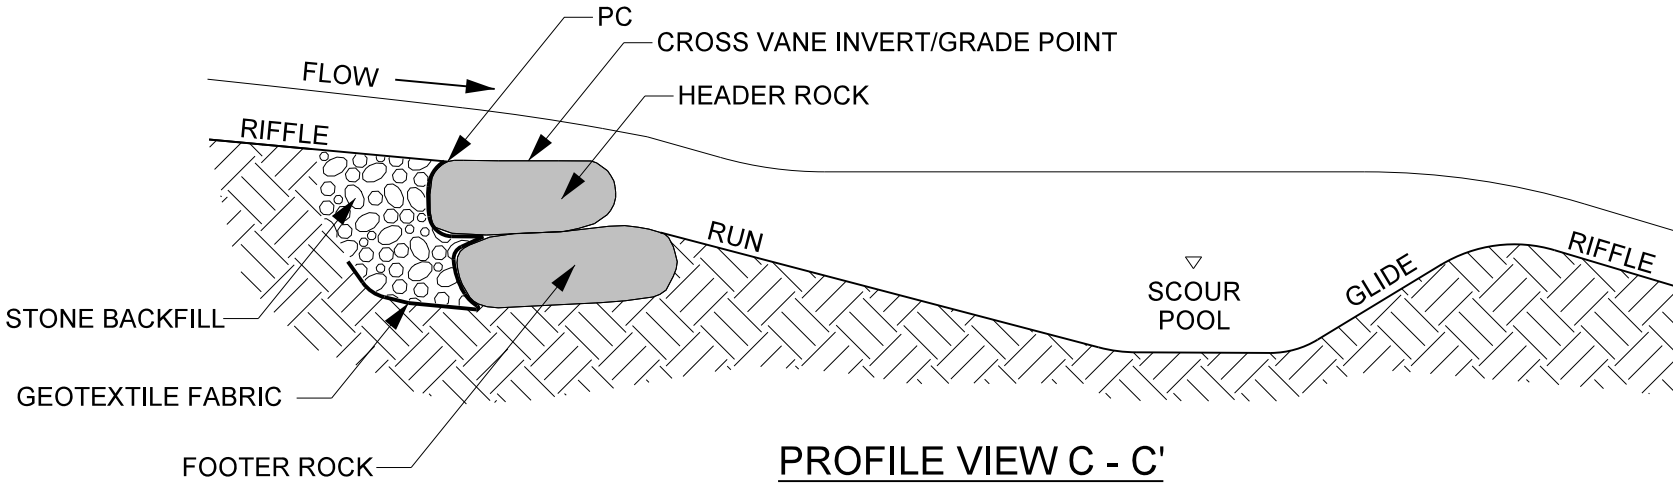 PC
CROSS VANE INVERT/GRADE POINT
FLOW
HEADER ROCK
RIFFLE
RUN
RIFFLE
GLIDE
SCOUR
POOL
STONE BACKFILL
GEOTEXTILE FABRIC
FOOTER ROCK
PROFILE VIEW C - C'